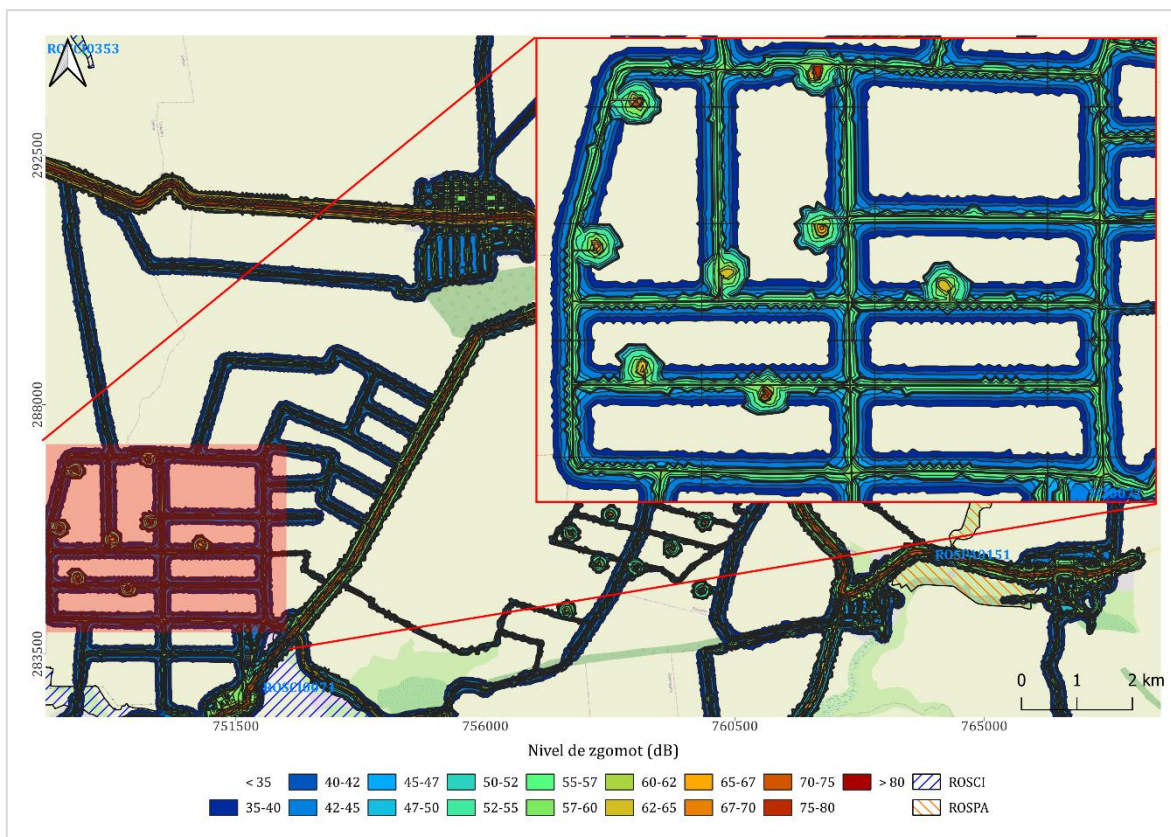 ROSCI0353
292500
288000
283500
ROSPA0151
ROSCI0071
0 1 2 km
751500 756000 760500 765000
Nivel de zgomot (dB)
< 35 40-42 45-47 50-52 55-57 60-62 65-67 70-75 > 80 ROSCI
35-40 42-45 47-50 52-55 57-60 62-65 67-70 75-80 ROSPA